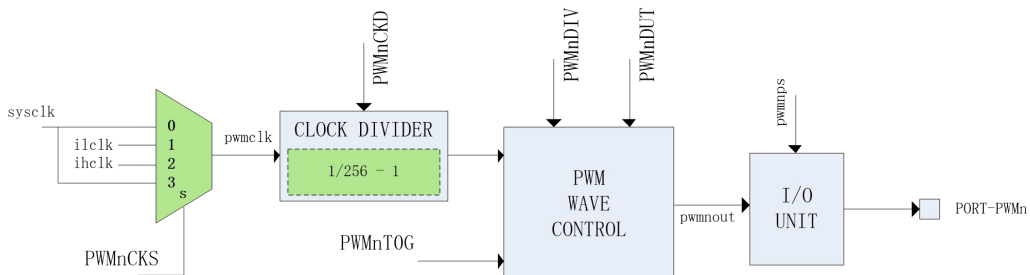 PWMnCKD
PWMnDIV
PWMnDUT
pwmnps
sysclk
ilclk
ihclk
0
1
2
3
s
pwmclk
CLOCK DIVIDER
1/256 - 1
PWM
WAVE
CONTROL
pwmnout
I/O
UNIT
PORT-PWMn
PWMnTOG
PWMnCKS